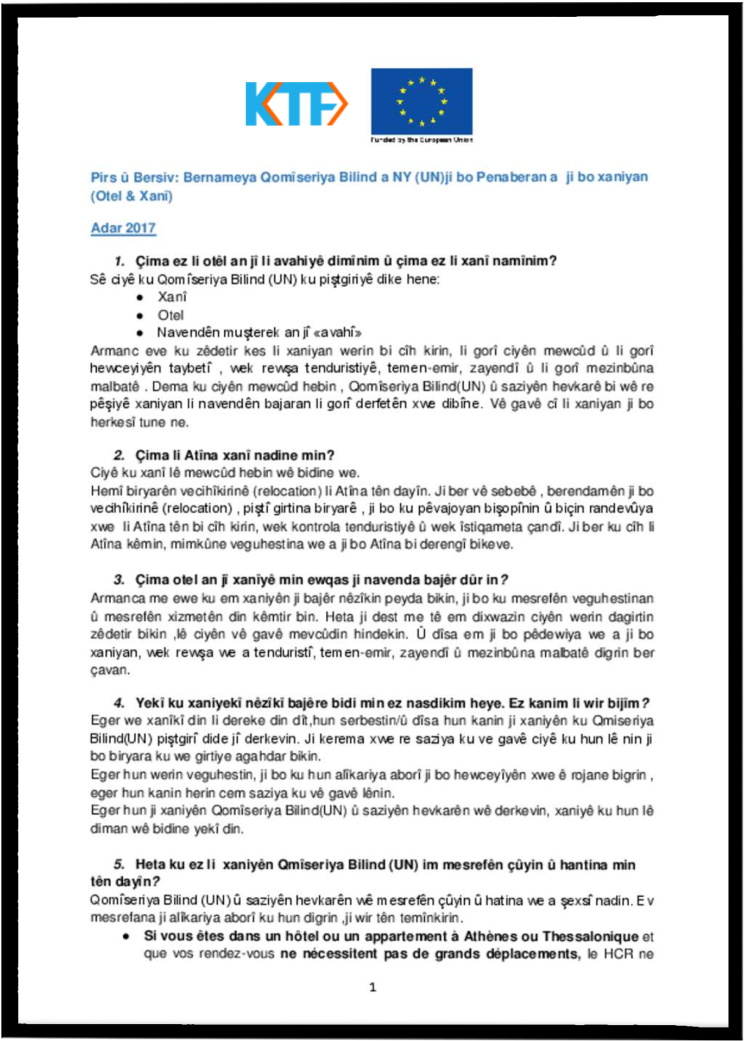 KTF
Funded by the European Union
Pirs û Bersiv: Bernameya Qomîseriya Bilind a NY (UN)ji bo Penaberan a ji bo xaniyan
(Otel & Xanî)
Adar 2017
1. Çima ez li otêl an jî li avahiyê dimînim û çima ez li xanî namînim?
Sê ciyê ku Qomîseriya Bilind (UN) ku piştgiriyê dike hene:
● Xanî
● Otel
● Navendên muşterek an jî «avahî»
Armanc eve ku zêdetir kes li xaniyan werin bi cîh kirin, li gorî ciyên mewcûd û li gorî
hewceyiyên taybetî , wek rewşa tenduristiyê, temen-emir, zayendî û li gorî mezinbûna
malbatê . Dema ku ciyên mewcûd hebin , Qomîseriya Bilind(UN) û saziyên hevkarê bi wê re
pêşiyê xaniyan li navendên bajaran li gorî derfetên xwe dibîne. Vê gavê cî li xaniyan ji bo
herkesî tune ne.
2. Çima li Atîna xanî nadine min?
Ciyê ku xanî lê mewcûd hebin wê bidine we.
Hemî biryarên vecihîkirinê (relocation) li Atîna tên dayîn. Ji ber vê sebebê , berendamên ji bo
vecihîkirinê (relocation) , piştî girtina biryarê , ji bo ku pêvajoyan bişopînin û biçin randevûya
xwe li Atîna tên bi cîh kirin, wek kontrola tenduristiyê û wek îstiqameta çandî. Ji ber ku cîh li
Atîna kêmin, mimkûne veguhestina we a ji bo Atîna bi derengî bikeve.
3. Çima otel an jî xanîyê min ewqas ji navenda bajêr dûr in?
Armanca me ewe ku em xaniyên ji bajêr nêzîkin peyda bikin, ji bo ku mesrefên veguhestinan
û mesrefên xizmetên din kêmtir bin. Heta ji dest me tê em dixwazin ciyên werin dagirtin
zêdetir bikin ,lê ciyên vê gavê mevcûdin hindekin. Û dîsa em ji bo pêdewiya we a ji bo
xaniyan, wek rewşa we a tenduristî, temen-emir, zayendî û mezinbûna malbatê digrin ber
çavan.
4. Yekî ku xaniyekî nêzîkî bajêre bidi min ez nasdikim heye. Ez kanim li wir bijîm?
Eger we xanîkî din li dereke din dît,hun serbestin/û dîsa hun kanin ji xaniyên ku Qmiseriya
Bilind(UN) piştgirî dide jî derkevin. Ji kerema xwe re saziya ku ve gavê ciyê ku hun lê nin ji
bo biryara ku we girtiye agahdar bikin.
Eger hun werin veguhestin, ji bo ku hun alîkariya aborî ji bo hewceyîyên xwe ê rojane bigrin ,
eger hun kanin herin cem saziya ku vê gavê lênin.
Eger hun ji xaniyên Qomîseriya Bilind(UN) û saziyên hevkarên wê derkevin, xaniyê ku hun lê
diman wê bidine yekî din.
5. Heta ku ez li xaniyên Qmîseriya Bilind (UN) im mesrefên çûyin û hantina min
tên dayîn?
Qomîseriya Bilind (UN) û saziyên hevkarên wê mesrefên çûyin û hatina we a şexsî nadin. Ev
mesrefana ji alîkariya aborî ku hun digrin ,ji wir tên temînkirin.
● Si vous êtes dans un hôtel ou un appartement à Athènes ou Thessalonique et
que vos rendez-vous ne nécessitent pas de grands déplacements, le HCR ne
1